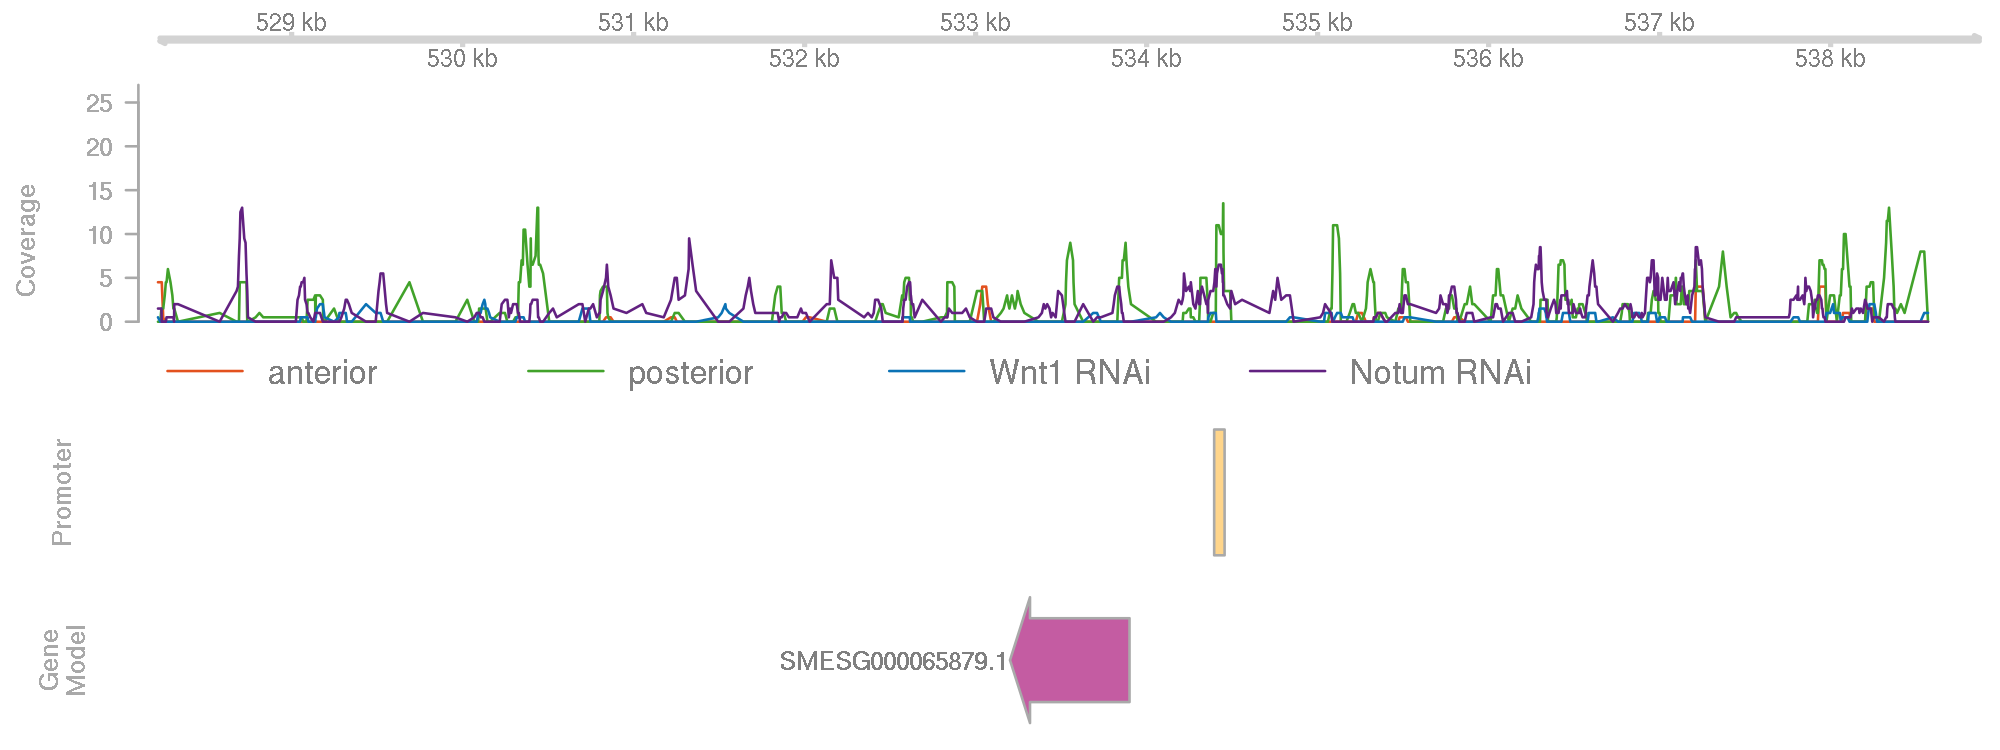 529 kb 531 kb 533 kb 535 kb 537 kb
530 kb 532 kb 534 kb 536 kb 538 kb
25
20
15
10
5
0
Coverage
anterior posterior Wnt1 RNAi Notum RNAi
Promoter
Gene
Model
SMESG000065879.1